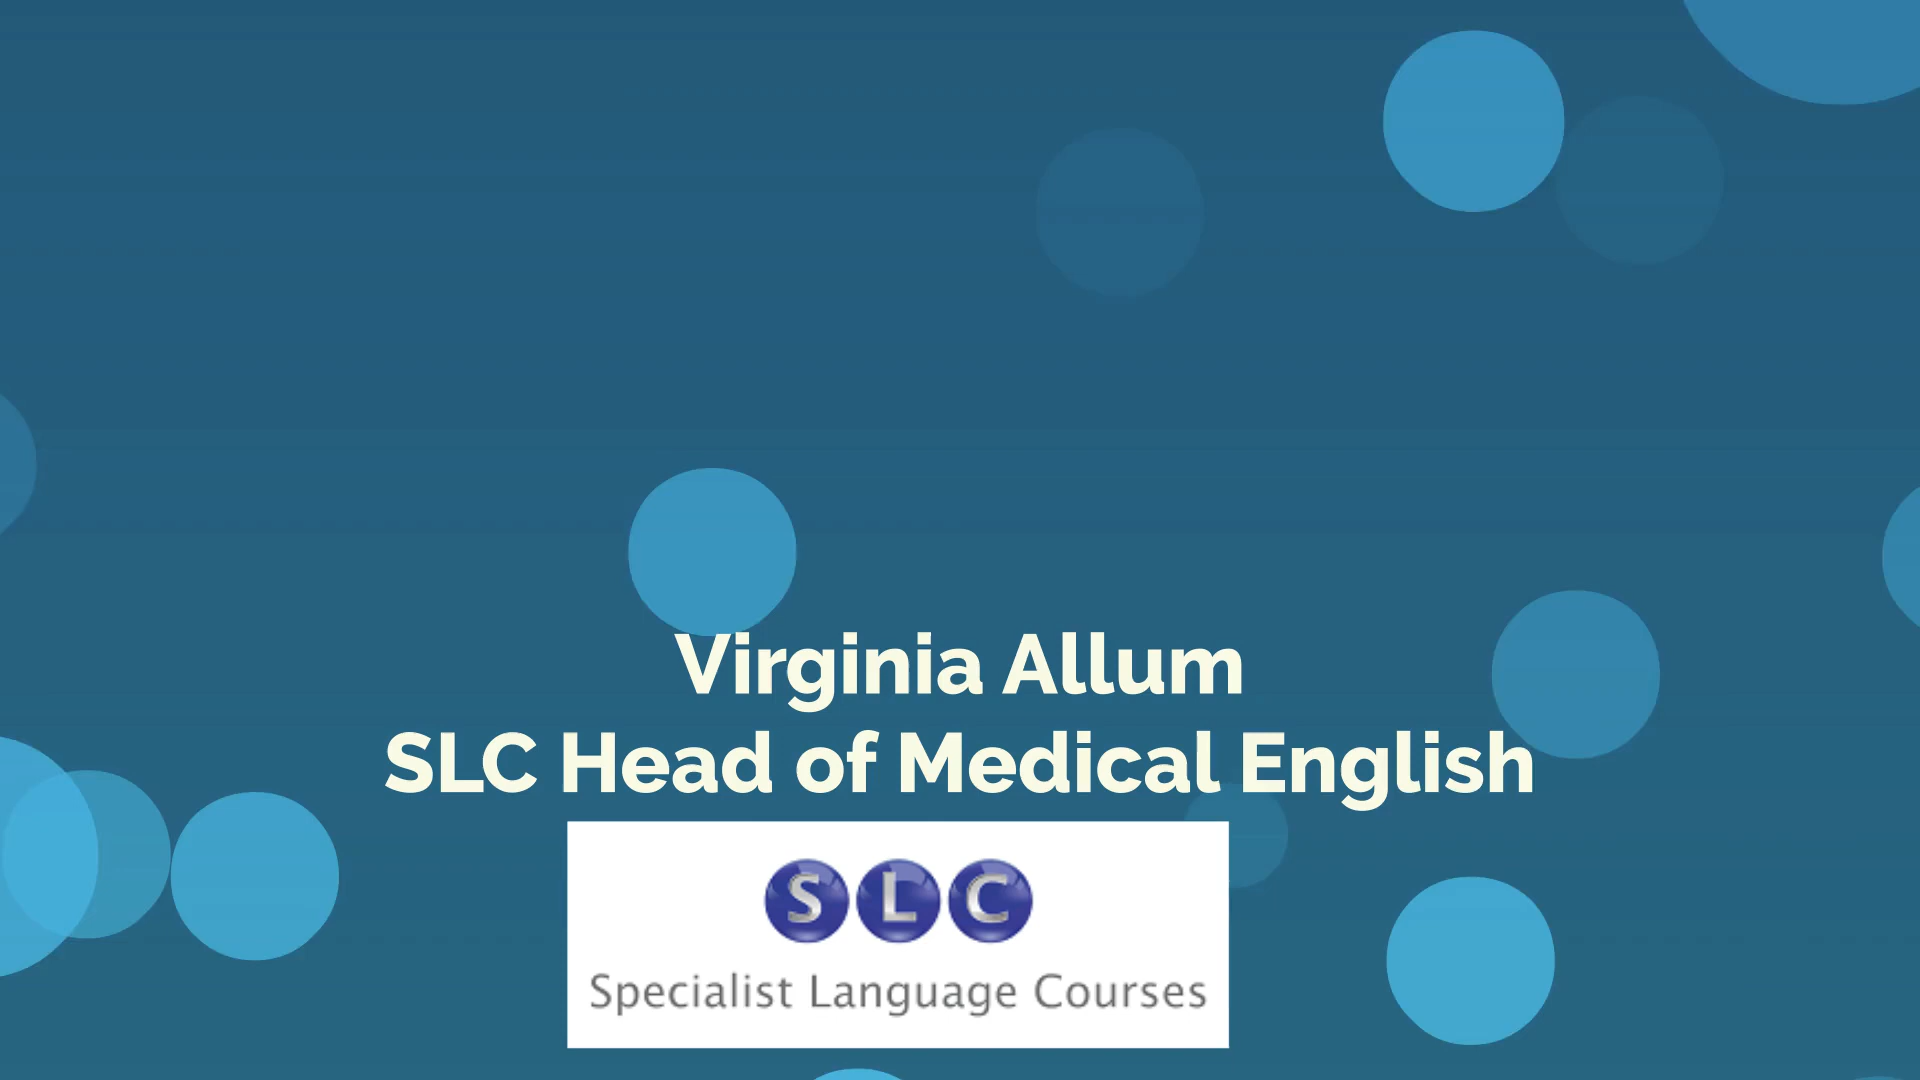 Virginia Allum
SLC Head of Medical English
SLC
Specialist Language Courses